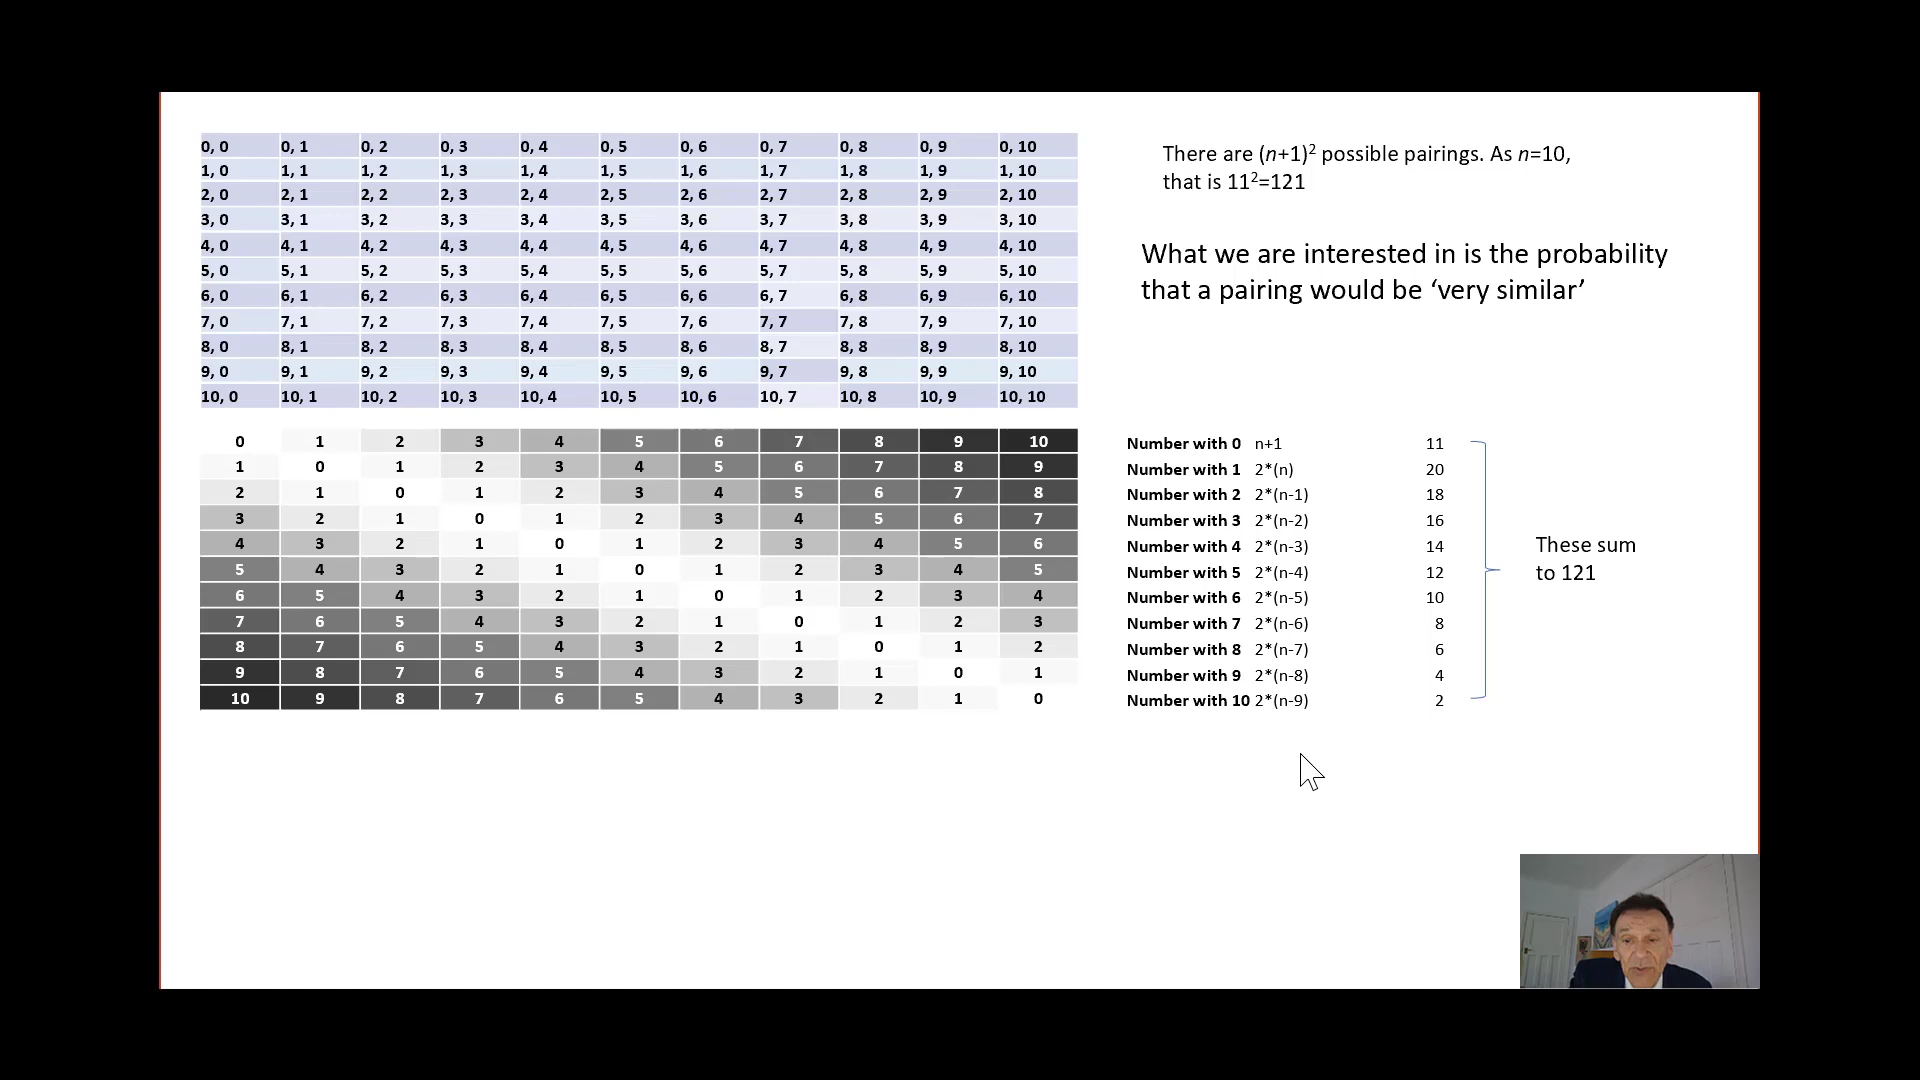 0, 0 0, 1 0, 2 0, 3 0, 4 0, 5 0, 6 0, 7 0, 8 0, 9 0, 10
1, 0 1, 1 1, 2 1, 3 1, 4 1, 5 1, 6 1, 7 1, 8 1, 9 1, 10
2, 0 2, 1 2, 2 2, 3 2, 4 2, 5 2, 6 2, 7 2, 8 2, 9 2, 10
3, 0 3, 1 3, 2 3, 3 3, 4 3, 5 3, 6 3, 7 3, 8 3, 9 3, 10
4, 0 4, 1 4, 2 4, 3 4, 4 4, 5 4, 6 4, 7 4, 8 4, 9 4, 10
5, 0 5, 1 5, 2 5, 3 5, 4 5, 5 5, 6 5, 7 5, 8 5, 9 5, 10
6, 0 6, 1 6, 2 6, 3 6, 4 6, 5 6, 6 6, 7 6, 8 6, 9 6, 10
7, 0 7, 1 7, 2 7, 3 7, 4 7, 5 7, 6 7, 7 7, 8 7, 9 7, 10
8, 0 8, 1 8, 2 8, 3 8, 4 8, 5 8, 6 8, 7 8, 8 8, 9 8, 10
9, 0 9, 1 9, 2 9, 3 9, 4 9, 5 9, 6 9, 7 9, 8 9, 9 9, 10
10, 0 10, 1 10, 2 10, 3 10, 4 10, 5 10, 6 10, 7 10, 8 10, 9 10, 10
There are (n+1)² possible pairings. As n=10,
that is 11²=121
What we are interested in is the probability
that a pairing would be ‘very similar’
0 1 2 3 4 5 6 7 8 9 10
1 0 1 2 3 4 5 6 7 8 9
2 1 0 1 2 3 4 5 6 7 8
3 2 1 0 1 2 3 4 5 6 7
4 3 2 1 0 1 2 3 4 5 6
5 4 3 2 1 0 1 2 3 4 5
6 5 4 3 2 1 0 1 2 3 4
7 6 5 4 3 2 1 0 1 2 3
8 7 6 5 4 3 2 1 0 1 2
9 8 7 6 5 4 3 2 1 0 1
10 9 8 7 6 5 4 3 2 1 0
Number with 0 n+1 11
Number with 1 2*(n) 20
Number with 2 2*(n-1) 18
Number with 3 2*(n-2) 16
Number with 4 2*(n-3) 14
Number with 5 2*(n-4) 12
Number with 6 2*(n-5) 10
Number with 7 2*(n-6) 8
Number with 8 2*(n-7) 6
Number with 9 2*(n-8) 4
Number with 10 2*(n-9) 2
These sum
to 121